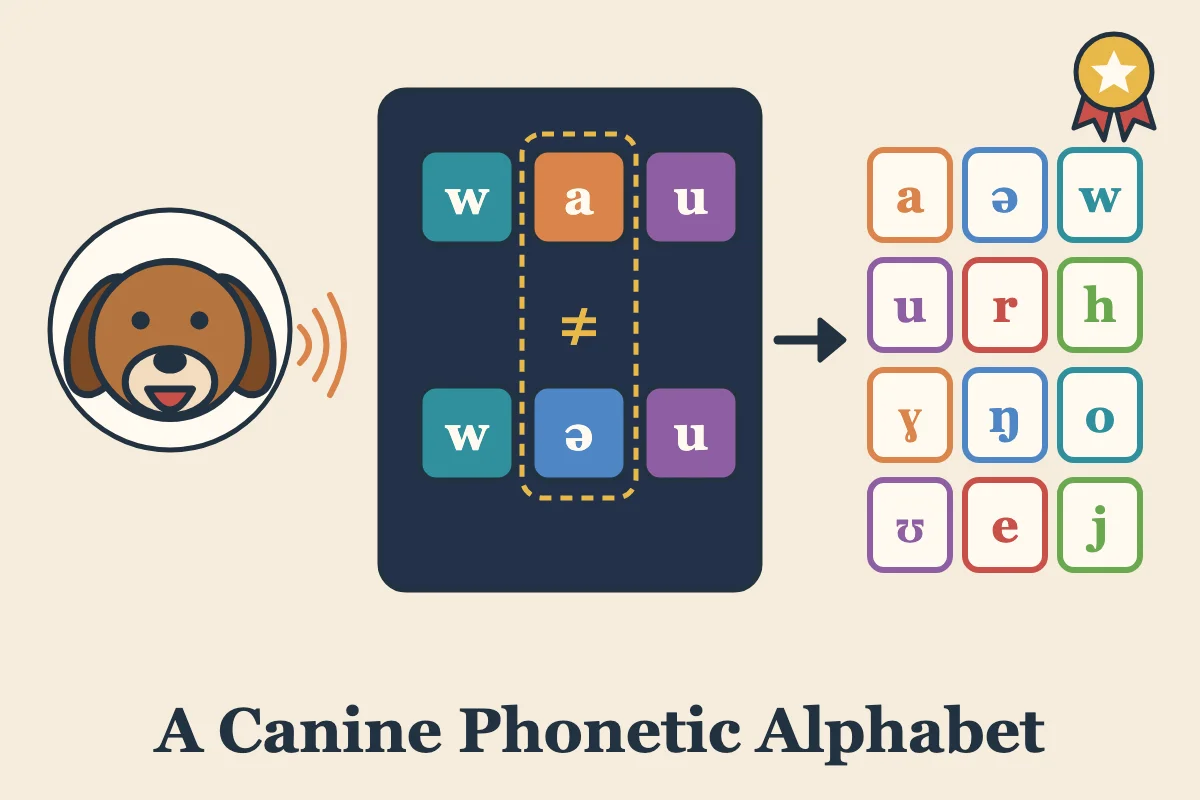 w a u
≠
w ə u
a ə w
u r h
ɣ ŋ o
ʊ e j
A Canine Phonetic Alphabet